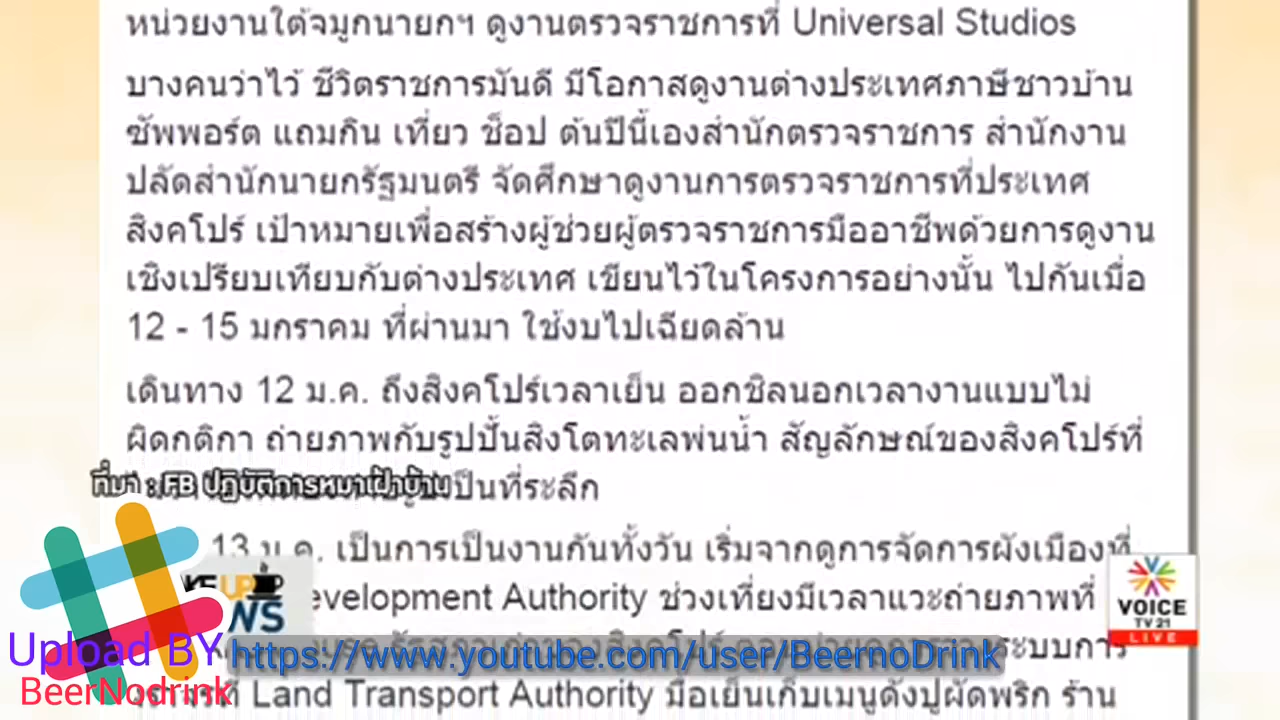 หน่วยงานใต้จมูกนายกฯ ดูงานตรวจราชการที่ Universal Studios
บางคนว่าไว้ ชีวิตราชการมันดี มีโอกาสดูงานต่างประเทศภาษีชาวบ้าน
ซัพพอร์ต แถมกิน เที่ยว ช็อป ต้นปีนี้เองสำนักตรวจราชการ สำนักงาน
ปลัดสำนักนายกรัฐมนตรี จัดศึกษาดูงานการตรวจราชการที่ประเทศ
สิงคโปร์ เป้าหมายเพื่อสร้างผู้ช่วยผู้ตรวจราชการมืออาชีพด้วยการดูงาน
เชิงเปรียบเทียบกับต่างประเทศ เขียนไว้ในโครงการอย่างนั้น ไปกันเมื่อ
12 - 15 มกราคม ที่ผ่านมา ใช้งบไปเฉียดล้าน
เดินทาง 12 ม.ค. ถึงสิงคโปร์เวลาเย็น ออกชิลนอกเวลางานแบบไม่
ผิดกติกา ถ่ายภาพกับรูปปั้นสิงโตทะเลพ่นน้ำ สัญลักษณ์ของสิงคโปร์ที่
เป็นที่ระลึก
ที่มา : FB ปฏิบัติการหมาเฝ้าบ้าน
13 ม.ค. เป็นการเป็นงานกันทั้งวัน เริ่มจากดูการจัดการผังเมืองที่
Development Authority ช่วงเที่ยงมีเวลาแวะถ่ายภาพที่
WAKE UP NEWS
VOICE
TV 21
LIVE
ระบบการ
Upload BY https://www.youtube.com/user/BeernoDrink
BeerNodrink
Land Transport Authority มื้อเย็นเก็บเมนูดังปูผัดพริก ร้าน